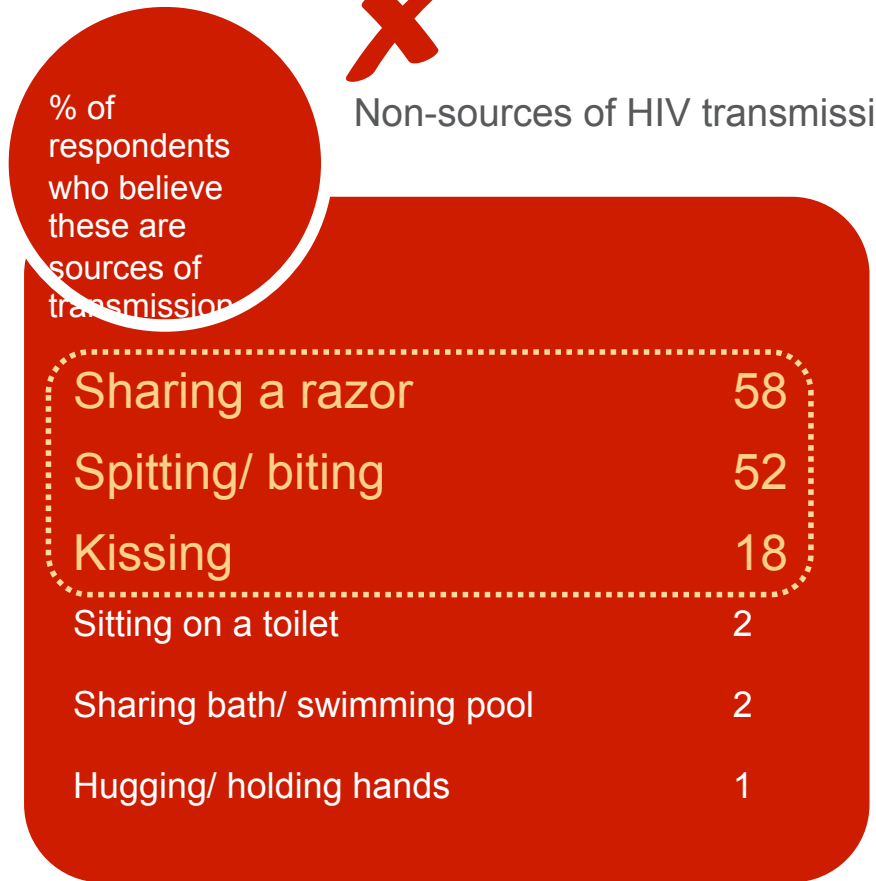 % of
respondents
who believe
these are
sources of
transmission
Non-sources of HIV transmissi
Sharing a razor 58
Spitting/ biting 52
Kissing 18
Sitting on a toilet 2
Sharing bath/ swimming pool 2
Hugging/ holding hands 1